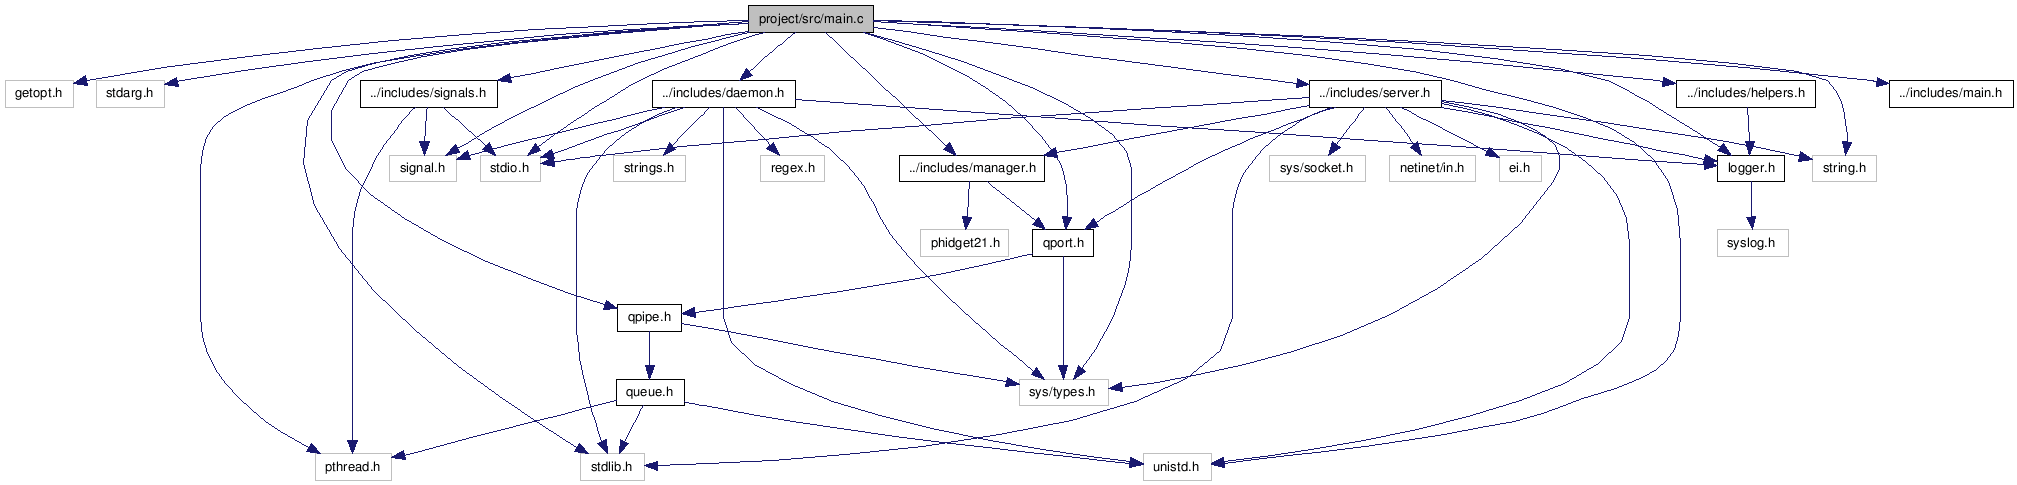 project/src/main.c
getopt.h
stdarg.h
../includes/signals.h
../includes/daemon.h
../includes/server.h
../includes/helpers.h
../includes/main.h
signal.h
stdio.h
strings.h
regex.h
../includes/manager.h
sys/socket.h
netinet/in.h
ei.h
logger.h
string.h
phidget21.h
qport.h
syslog.h
qpipe.h
queue.h
sys/types.h
pthread.h
stdlib.h
unistd.h